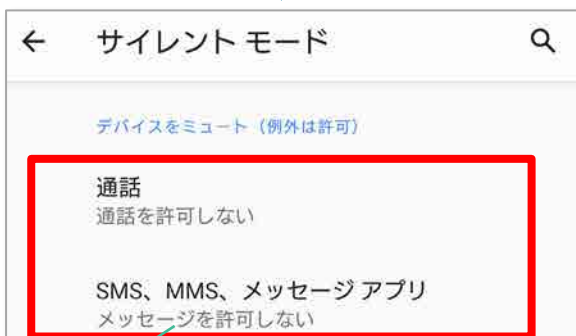 サイレント モード
デバイスをミュート（例外は許可）
通話
通話を許可しない
SMS、MMS、メッセージ アプリ
メッセージを許可しない